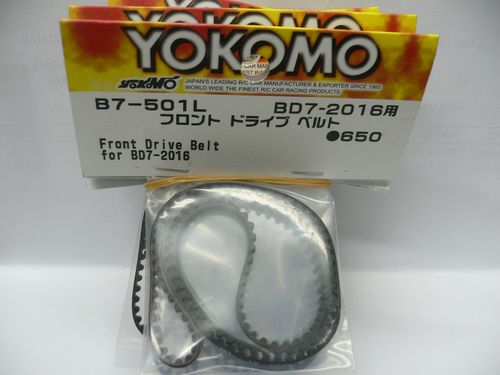 YOKOMO
YOKOMO
JAPAN'S LEADING R/C CAR MANUFACTURER & EXPORTER SINCE 1965
WORLD WIDE THE FINEST R/C CAR RACING PRODUCTS
B7-501L BD7-2016用
フロント ドライブ ベルト
●650
Front Drive Belt
for BD7-2016